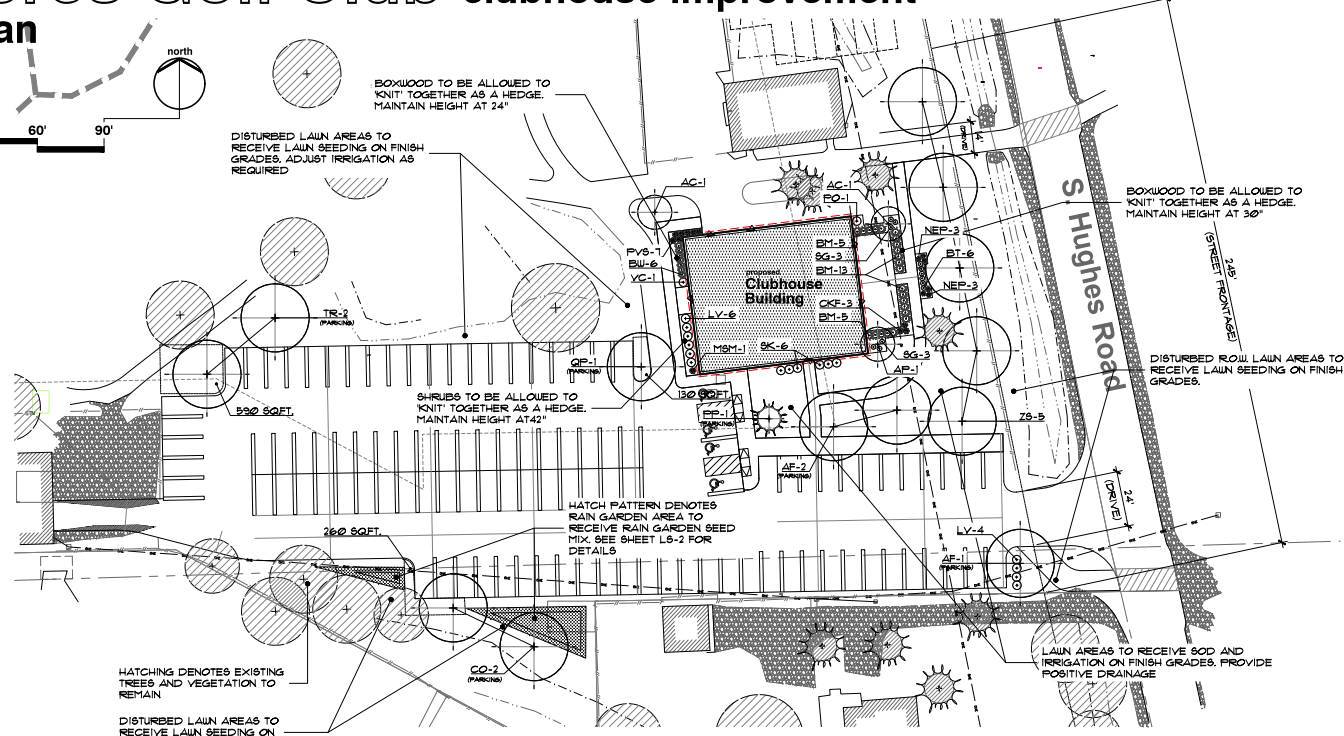 Clubhouse improvement
an
north
60' 90'
BOXWOOD TO BE ALLOWED TO
'KNIT' TOGETHER AS A HEDGE.
MAINTAIN HEIGHT AT 24"
DISTURBED LAWN AREAS TO
RECEIVE LAWN SEEDING ON FINISH
GRADES. ADJUST IRRIGATION AS
REQUIRED
AC-1
AC-1
PO-1
(DRIVE)
S. Hughes Road
BOXWOOD TO BE ALLOWED TO
'KNIT' TOGETHER AS A HEDGE.
MAINTAIN HEIGHT AT 30"
245'
(STREET FRONTAGE)
PVS-7
BW-6
VC-1
BM-5
SG-3
BM-13
NEP-3
BT-6
NEP-3
proposed
Clubhouse
Building
CKF-3
BM-5
LV-6
MSM-1
SK-6
SG-3
AP-1
TR-2
(PARKING)
QP-1
(PARKING)
590 SQFT.
130 SQFT.
SHRUBS TO BE ALLOWED TO
'KNIT' TOGETHER AS A HEDGE.
MAINTAIN HEIGHT AT42"
PP-1
(PARKING)
DISTURBED R.O.W. LAWN AREAS TO
RECEIVE LAWN SEEDING ON FINISH
GRADES.
ZS-5
AF-2
(PARKING)
24'
(DRIVE)
HATCH PATTERN DENOTES
RAIN GARDEN AREA TO
RECEIVE RAIN GARDEN SEED
MIX. SEE SHEET LS-2 FOR
DETAILS
260 SQFT.
LV-4
AF-1
(PARKING)
CO-2
(PARKING)
HATCHING DENOTES EXISTING
TREES AND VEGETATION TO
REMAIN
LAWN AREAS TO RECEIVE SOD AND
IRRIGATION ON FINISH GRADES. PROVIDE
POSITIVE DRAINAGE
DISTURBED LAWN AREAS TO
RECEIVE LAWN SEEDING ON